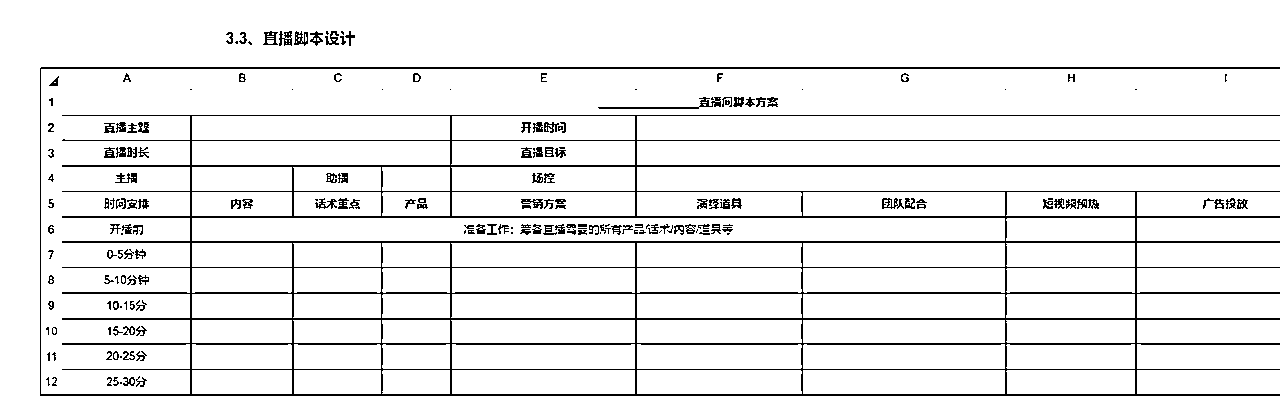 3.3、直播脚本设计
A B C D E F G H I
1 __________直播间脚本方案
2 直播主题 开播时间
3 直播时长 直播目标
4 主播 助播 场控
5 时间安排 内容 话术重点 产品 营销方案 演绎道具 团队配合 短视频预热 广告投放
6 开播前 准备工作：筹备直播需要的所有产品/话术/内容/道具等
7 0-5分钟
8 5-10分钟
9 10-15分
10 15-20分
11 20-25分
12 25-30分